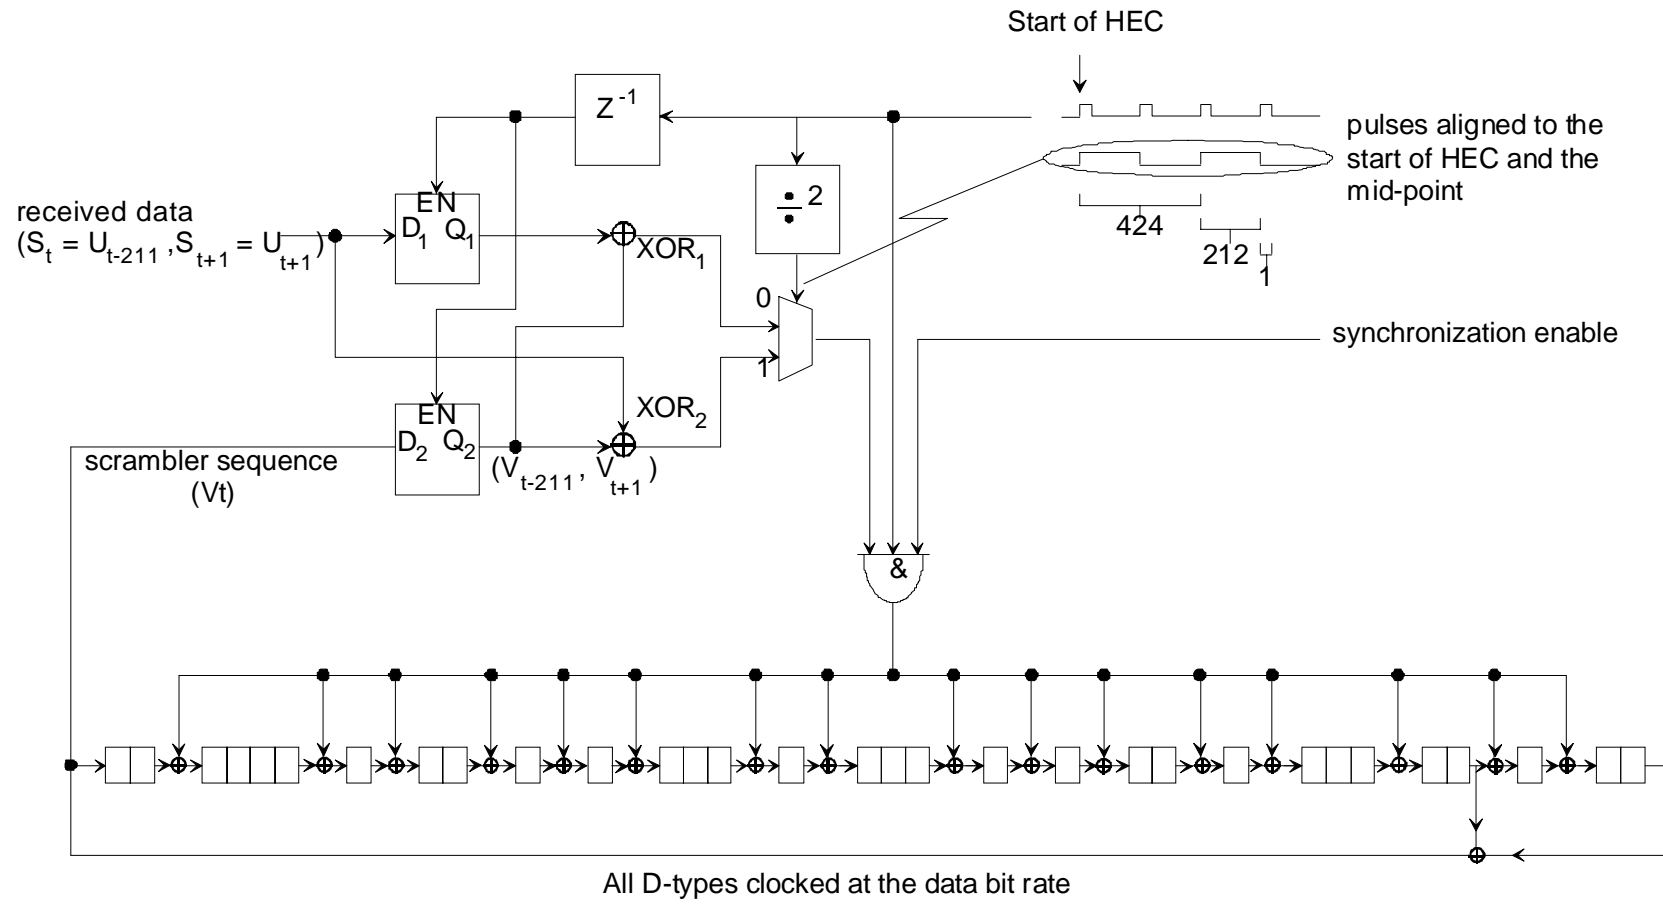 Start of HEC
Z -1
pulses aligned to the
start of HEC and the
mid-point
÷ 2
EN
D1 Q1
received data
(St = Ut-211 ,St+1 = Ut+1)
XOR1
424
212
1
0
1
synchronization enable
XOR2
EN
D2 Q2
scrambler sequence
(Vt)
(Vt-211, Vt+1)
&
All D-types clocked at the data bit rate